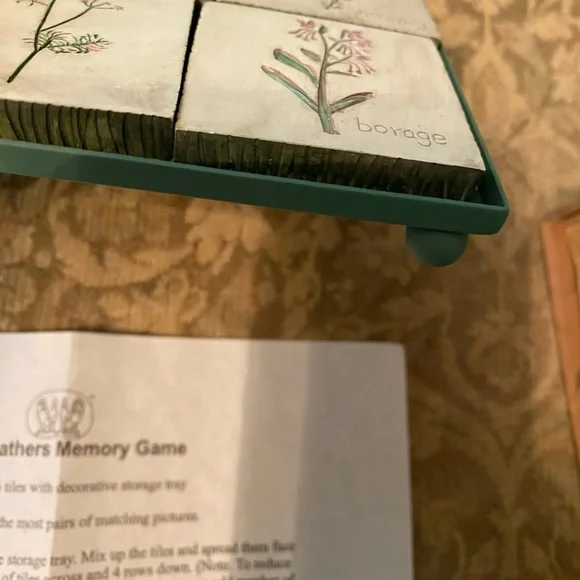 borage
athers Memory Game
tiles with decorative storage tray
the most pairs of matching pictures.
storage tray. Mix up the tiles and spread them face
of tiles across and 4 rows down. (Note: To reduce